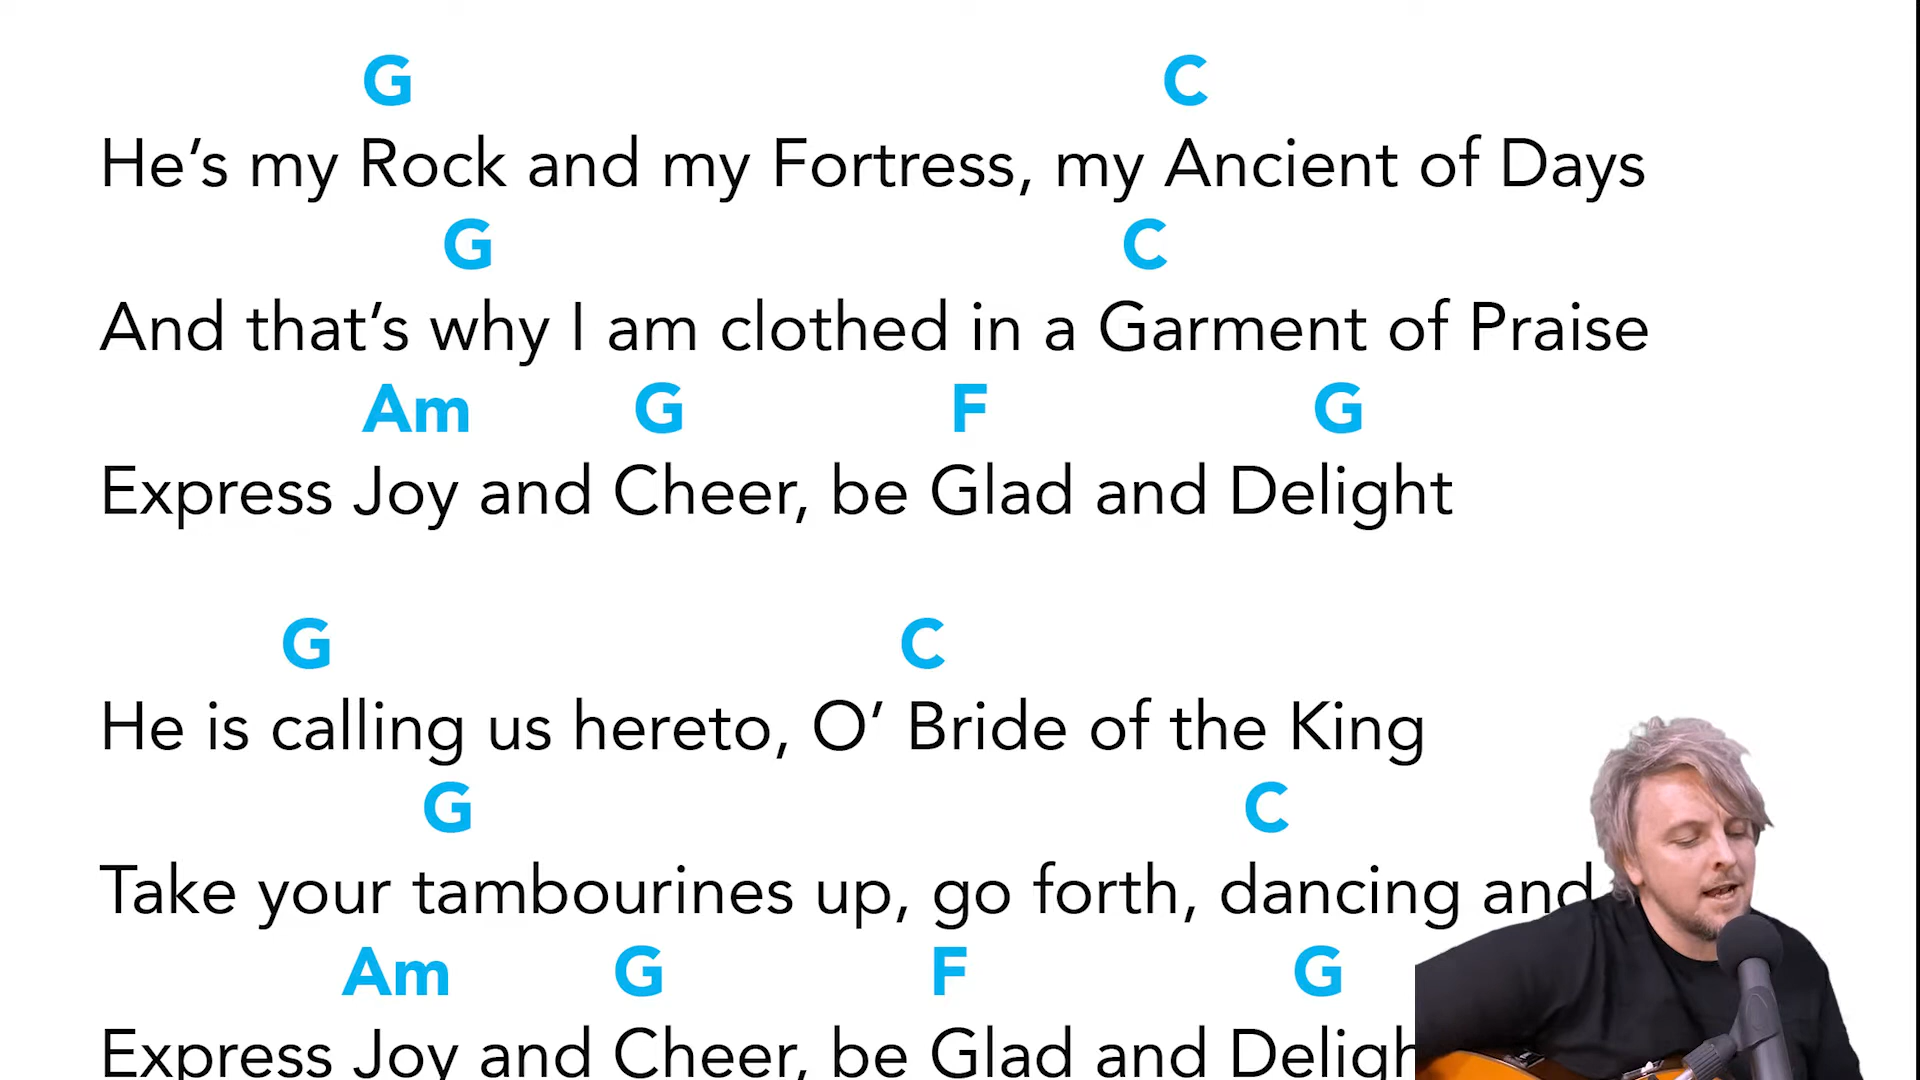 G C
He’s my Rock and my Fortress, my Ancient of Days
G C
And that’s why I am clothed in a Garment of Praise
Am G F G
Express Joy and Cheer, be Glad and Delight
G C
He is calling us hereto, O’ Bride of the King
G C
Take your tambourines up, go forth, dancing and
Am G F G
Express Joy and Cheer, be Glad and